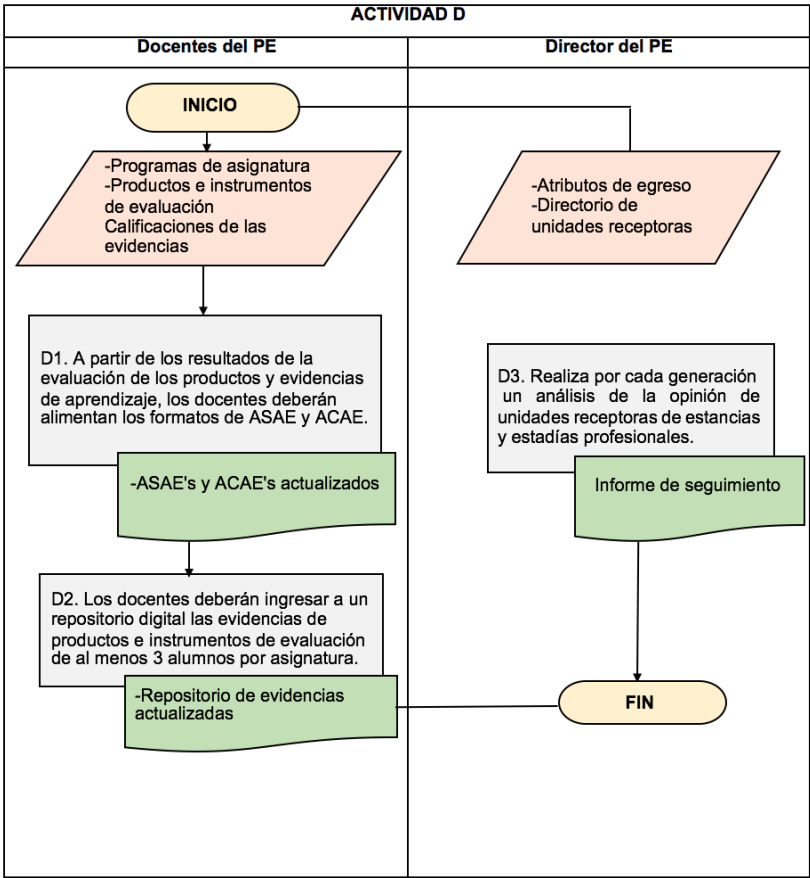 ACTIVIDAD D
Docentes del PE
Director del PE
INICIO
-Programas de asignatura
-Productos e instrumentos
de evaluación
Calificaciones de las
evidencias
-Atributos de egreso
-Directorio de
unidades receptoras
D1. A partir de los resultados de la
evaluación de los productos y evidencias
de aprendizaje, los docentes deberán
alimentan los formatos de ASAE y ACAE.
-ASAE's y ACAE's actualizados
D3. Realiza por cada generación
un análisis de la opinión de
unidades receptoras de estancias
y estadías profesionales.
Informe de seguimiento
D2. Los docentes deberán ingresar a un
repositorio digital las evidencias de
productos e instrumentos de evaluación
de al menos 3 alumnos por asignatura.
-Repositorio de evidencias
actualizadas
FIN